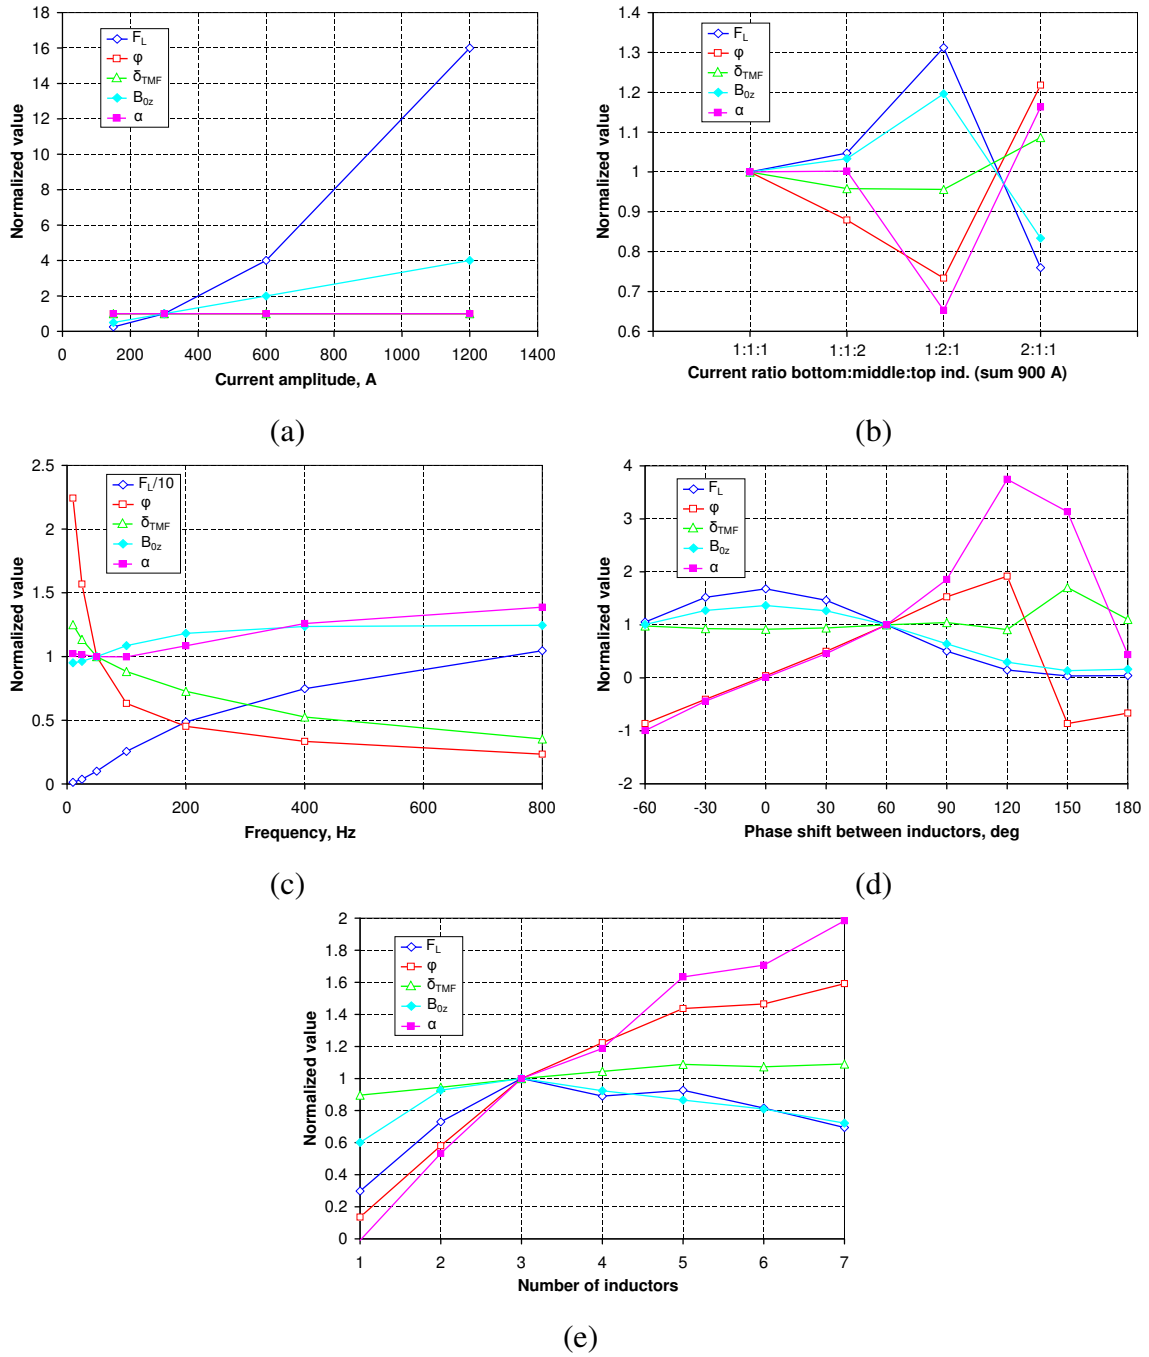 18
16
14
12
10
8
6
4
2
0
Normalized value
F_L
φ
δ_TMF
B_0z
α
0 200 400 600 800 1000 1200 1400
Current amplitude, A
(a)
1.4
1.3
1.2
1.1
1
0.9
0.8
0.7
0.6
Normalized value
F_L
φ
δ_TMF
B_0z
α
1:1:1 1:1:2 1:2:1 2:1:1
Current ratio bottom:middle:top ind. (sum 900 A)
(b)
2.5
2
1.5
1
0.5
0
Normalized value
F_L/10
φ
δ_TMF
B_0z
α
0 200 400 600 800
Frequency, Hz
(c)
4
3
2
1
0
-1
-2
Normalized value
F_L
φ
δ_TMF
B_0z
α
-60 -30 0 30 60 90 120 150 180
Phase shift between inductors, deg
(d)
2
1.8
1.6
1.4
1.2
1
0.8
0.6
0.4
0.2
0
Normalized value
F_L
φ
δ_TMF
B_0z
α
1 2 3 4 5 6 7
Number of inductors
(e)